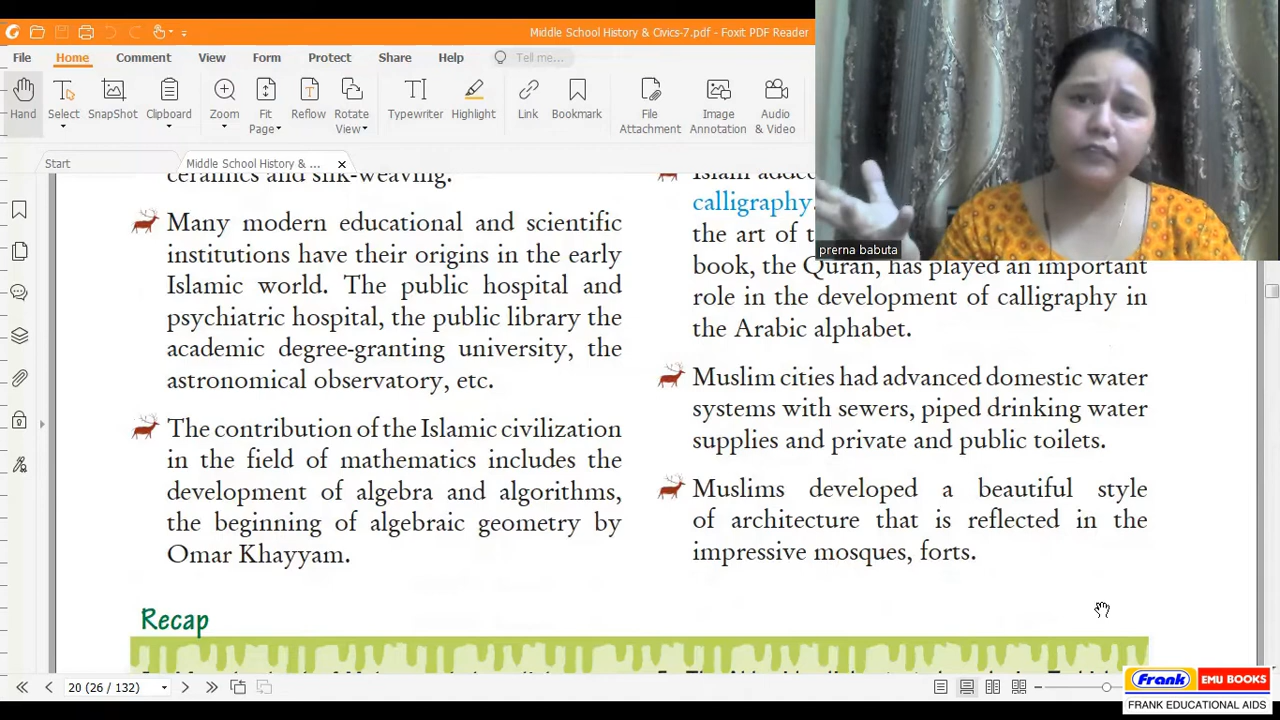 Middle School History & Civics-7.pdf - Foxit PDF Reader
File Home Comment View Form Protect Share Help Tell me...
Hand Select SnapShot Clipboard Zoom Fit Page Reflow Rotate View Typewriter Highlight Link Bookmark File Attachment Image Annotation Audio & Video
Start Middle School History & ...
ceramics and silk-weaving.
Many modern educational and scientific
institutions have their origins in the early
Islamic world. The public hospital and
psychiatric hospital, the public library the
academic degree-granting university, the
astronomical observatory, etc.
The contribution of the Islamic civilization
in the field of mathematics includes the
development of algebra and algorithms,
the beginning of algebraic geometry by
Omar Khayyam.
Islam added
calligraphy.
the art of
book, the Quran, has played an important
role in the development of calligraphy in
the Arabic alphabet.
Muslim cities had advanced domestic water
systems with sewers, piped drinking water
supplies and private and public toilets.
Muslims developed a beautiful style
of architecture that is reflected in the
impressive mosques, forts.
Recap
prerna babuta
20 (26 / 132)
Frank EMU BOOKS
FRANK EDUCATIONAL AIDS